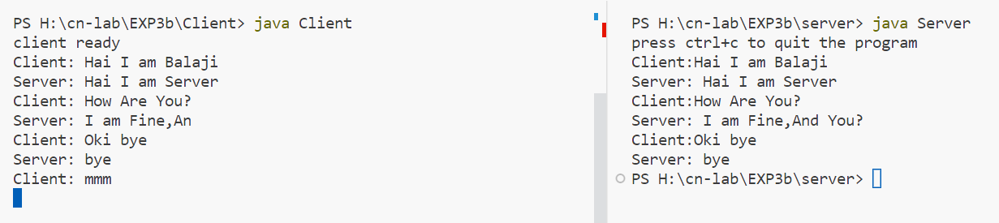 PS H:\cn-lab\EXP3b\Client> java Client
client ready
Client: Hai I am Balaji
Server: Hai I am Server
Client: How Are You?
Server: I am Fine,An
Client: Oki bye
Server: bye
Client: mmm
PS H:\cn-lab\EXP3b\server> java Server
press ctrl+c to quit the program
Client:Hai I am Balaji
Server: Hai I am Server
Client:How Are You?
Server: I am Fine,And You?
Client:Oki bye
Server: bye
PS H:\cn-lab\EXP3b\server>